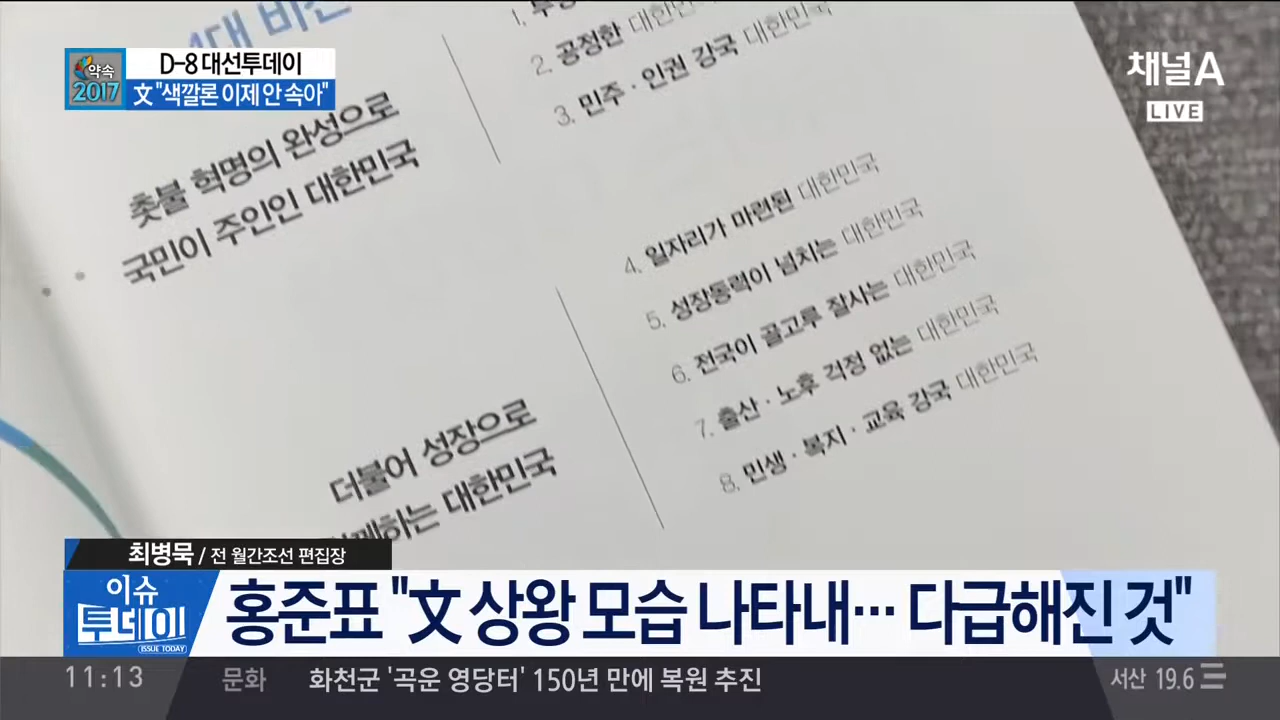 약속
2017
D-8 대선투데이
文 "색깔론 이제 안 속아"
채널A
LIVE
촛불 혁명의 완성으로
국민이 주인인 대한민국
2. 공정한 대한민국
3. 민주·인권 강국 대한민국
4. 일자리가 마련된 대한민국
5. 성장동력이 넘치는 대한민국
6. 전국이 골고루 잘사는 대한민국
7. 출산·노후 걱정 없는 대한민국
8. 민생·복지·교육 강국 대한민국
더불어 성장으로
함께하는 대한민국
최병묵 / 전 월간조선 편집장
이슈
투데이
ISSUE TODAY
홍준표 "文 상왕 모습 나타내… 다급해진 것"
11:13 문화 화천군 '곡운 영당터' 150년 만에 복원 추진 서산 19.6